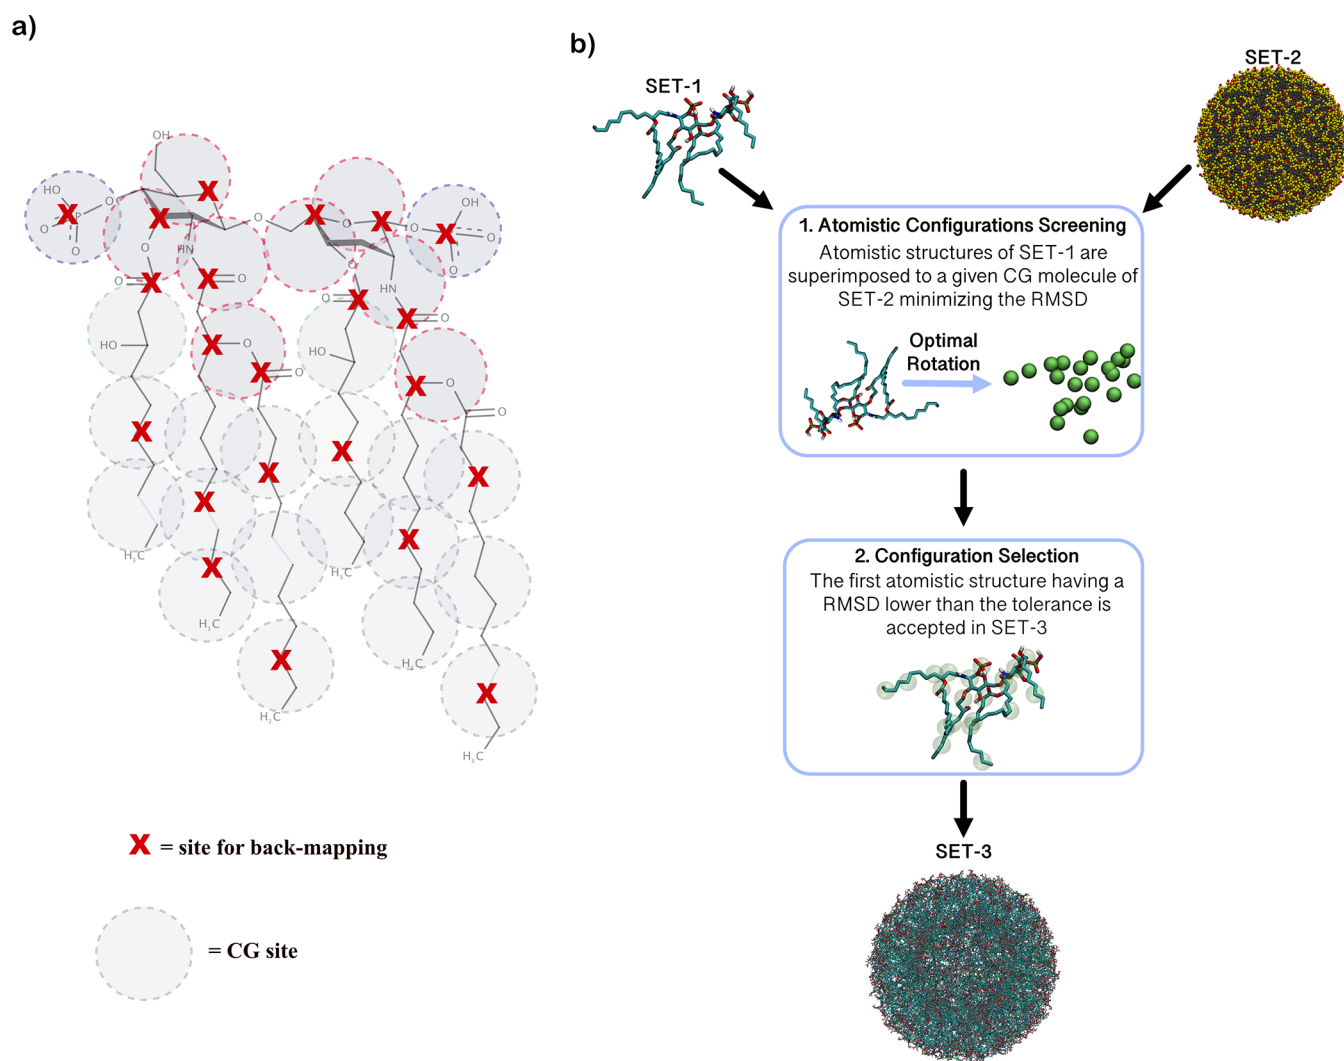 a)
b)
SET-1
SET-2
OH
HO
P
O
O
O
O
O
HN
O
O
HO
O
O
H₃C
H₃C
H₃C
O
O
O
OH
O
O
HN
O
O
HO
O
O
H₃C
H₃C
H₃C
1. Atomistic Configurations Screening
Atomistic structures of SET-1 are
superimposed to a given CG molecule of
SET-2 minimizing the RMSD
Optimal
Rotation
2. Configuration Selection
The first atomistic structure having a
RMSD lower than the tolerance is
accepted in SET-3
SET-3
X = site for back-mapping
= CG site